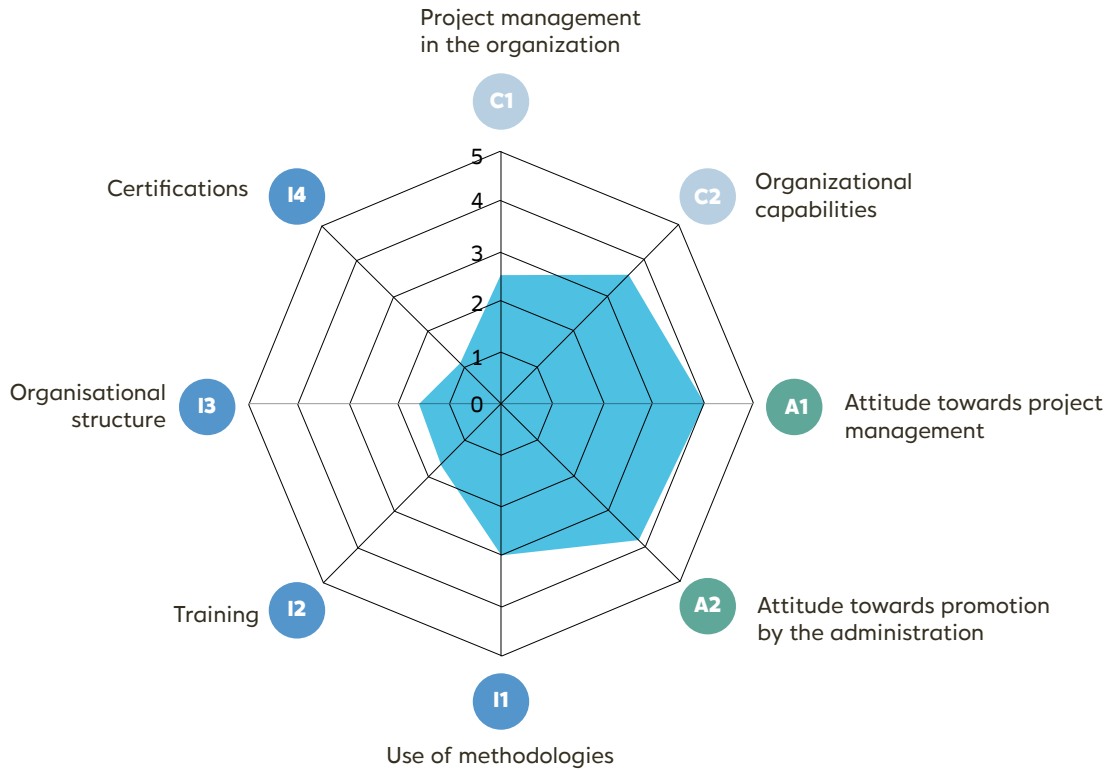 Project management
in the organization
C1
5
4
3
2
1
0
C2
Organizational
capabilities
A1
Attitude towards project
management
A2
Attitude towards promotion
by the administration
I1
Use of methodologies
Training
I2
Organisational
structure
I3
Certifications
I4